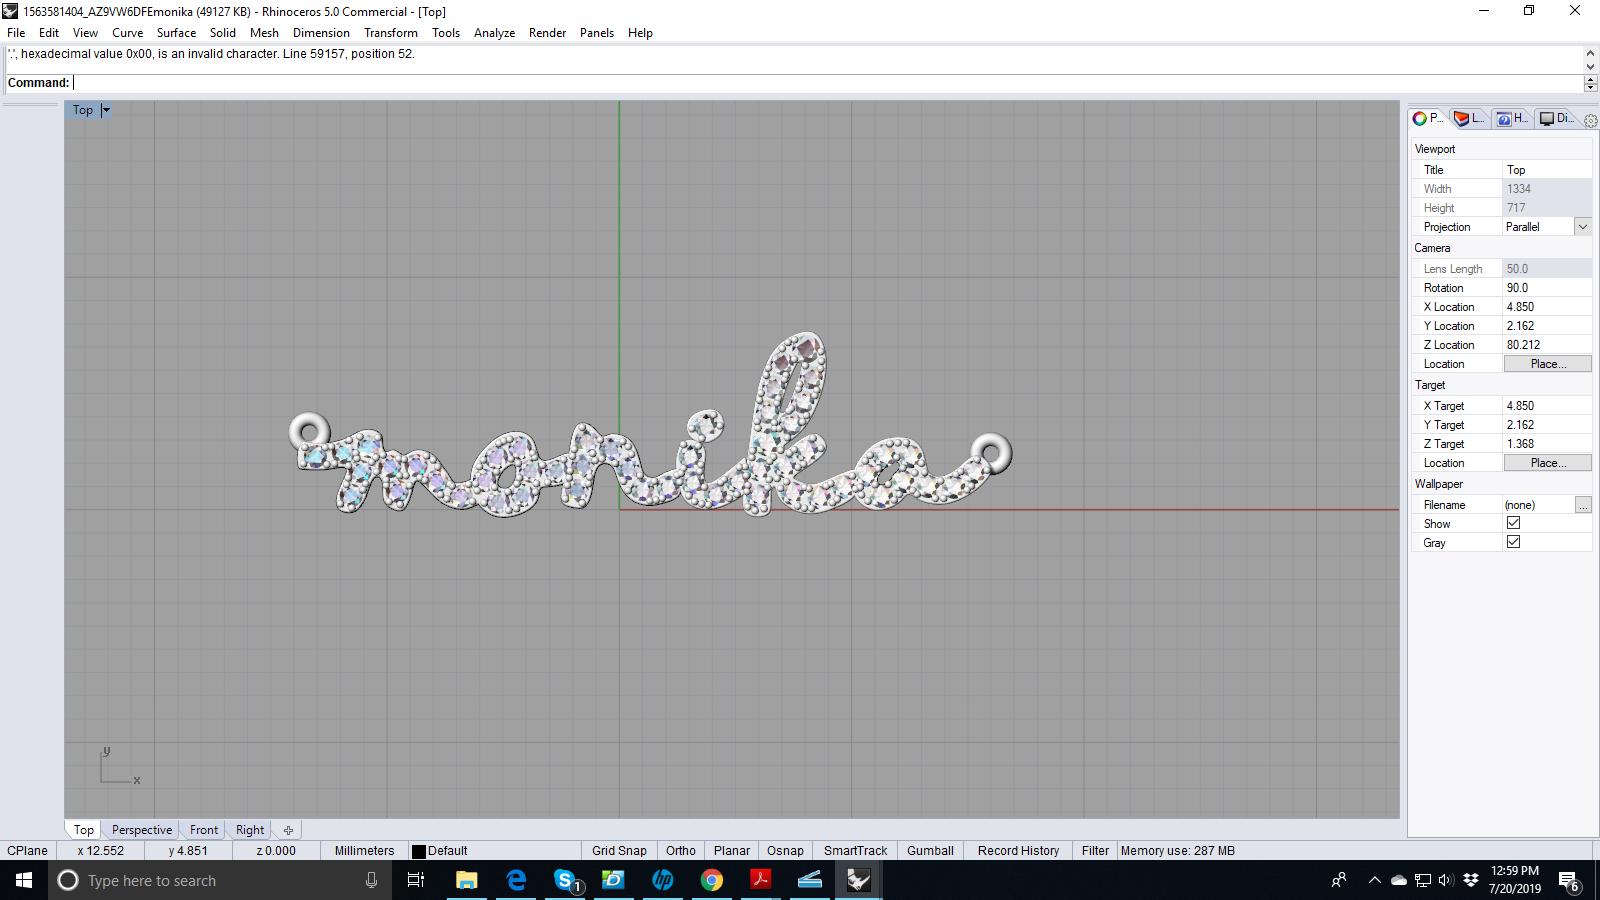 1563581404_AZ9VW6DFEmonika (49127 KB) - Rhinoceros 5.0 Commercial - [Top]
File Edit View Curve Surface Solid Mesh Dimension Transform Tools Analyze Render Panels Help
'.', hexadecimal value 0x00, is an invalid character. Line 59157, position 52.
Command:
Top
P... L... H... Di...
Viewport
Title Top
Width 1334
Height 717
Projection Parallel
Camera
Lens Length 50.0
Rotation 90.0
X Location 4.850
Y Location 2.162
Z Location 80.212
Location Place...
Target
X Target 4.850
Y Target 2.162
Z Target 1.368
Location Place...
Wallpaper
Filename (none) ...
Show
Gray
monika
y
x
Top Perspective Front Right
CPlane x 12.552 y 4.851 z 0.000 Millimeters Default Grid Snap Ortho Planar Osnap SmartTrack Gumball Record History Filter Memory use: 287 MB
Type here to search
1
hp
12:59 PM
7/20/2019
6